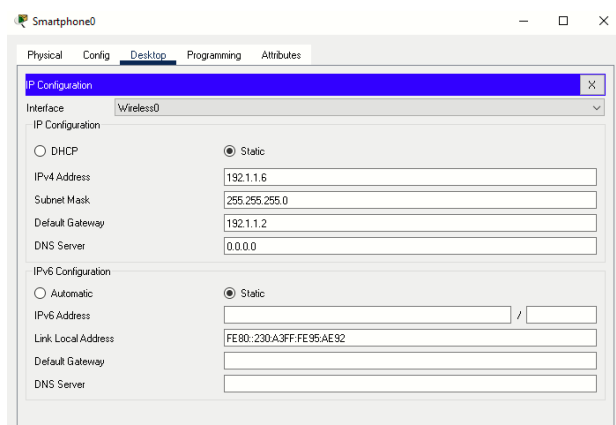 Smartphone0
Physical Config Desktop Programming Attributes
IP Configuration X
Interface Wireless0
IP Configuration
DHCP Static
IPv4 Address 192.1.1.6
Subnet Mask 255.255.255.0
Default Gateway 192.1.1.2
DNS Server 0.0.0.0
IPv6 Configuration
Automatic Static
IPv6 Address /
Link Local Address FE80::230:A3FF:FE95:AE92
Default Gateway
DNS Server